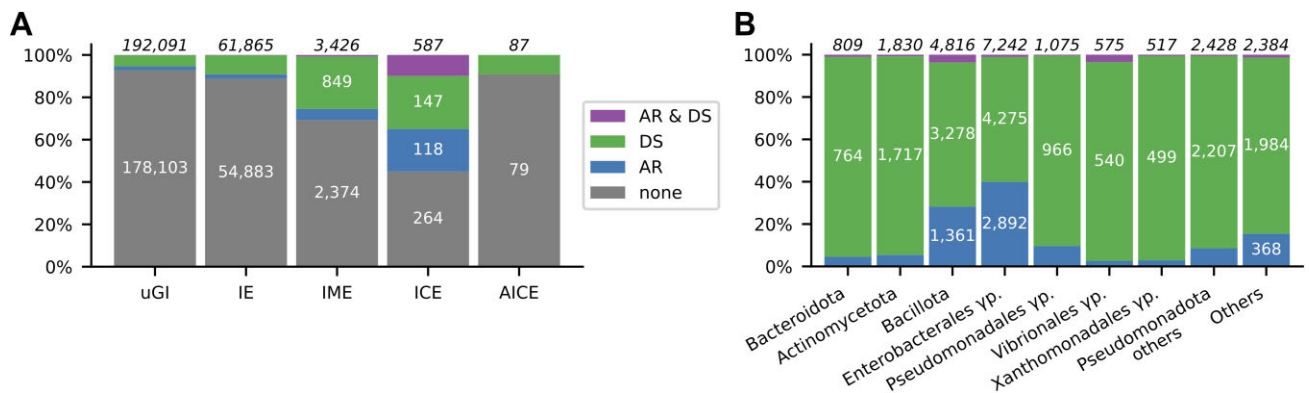 A
192,091 61,865 3,426 587 87
100%
80%
60%
40%
20%
0%
849
147
118
178,103
54,883
2,374
264
79
uGI IE IME ICE AICE
AR & DS
DS
AR
none
B
809 1,830 4,816 7,242 1,075 575 517 2,428 2,384
100%
80%
60%
40%
20%
0%
764
1,717
3,278
4,275
966
540
499
2,207
1,984
1,361
2,892
368
Bacteroidota
Actinomycetota
Bacillota
Enterobacterales γp.
Pseudomonadales γp.
Vibrionales γp.
Xanthomonadales γp.
Pseudomonadota
others
Others